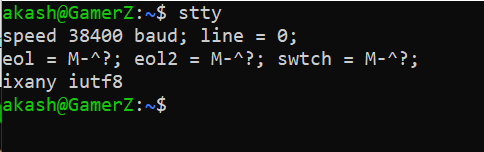 akash@GamerZ:~$ stty
speed 38400 baud; line = 0;
eol = M-^?; eol2 = M-^?; swtch = M-^?;
ixany iutf8
akash@GamerZ:~$